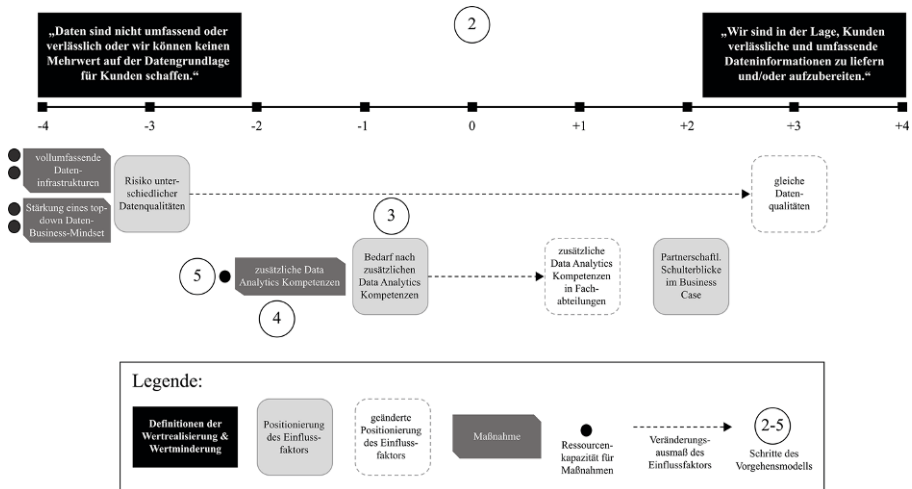 2
„Daten sind nicht umfassend oder
verlässlich oder wir können keinen
Mehrwert auf der Datengrundlage
für Kunden schaffen.“
„Wir sind in der Lage, Kunden
verlässliche und umfassende
Dateninformationen zu liefern
und/oder aufzubereiten.“
-4 -3 -2 -1 0 +1 +2 +3 +4
vollumfassende
Daten-
infrastrukturen
Stärkung eines top-
down Daten-
Business-Mindset
Risiko unter-
schiedlicher
Datenqualitäten
gleiche
Daten-
qualitäten
3
5
zusätzliche Data
Analytics Kompetenzen
4
Bedarf nach
zusätzlichen
Data Analytics
Kompetenzen
zusätzliche
Data Analytics
Kompetenzen
in Fach-
abteilungen
Partnerschaftl.
Schulterblicke
im Business
Case
Legende:
Definitionen der
Wertrealisierung &
Wertminderung
Positionierung
des Einfluss-
faktors
geänderte
Positionierung
des Einfluss-
faktors
Maßnahme
Ressourcen-
kapazität für
Maßnahmen
Veränderungs-
ausmaß des
Einflussfaktors
2-5
Schritte des
Vorgehensmodells